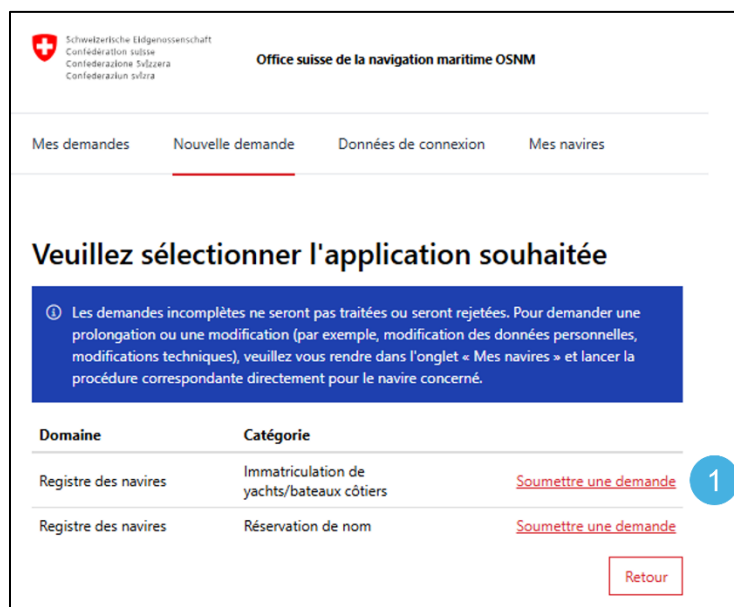 Schweizerische Eidgenossenschaft
Confédération suisse
Confederazione Svizzera
Confederaziun svizra
Office suisse de la navigation maritime OSNM
Mes demandes Nouvelle demande Données de connexion Mes navires
Veuillez sélectionner l'application souhaitée
Les demandes incomplètes ne seront pas traitées ou seront rejetées. Pour demander une
prolongation ou une modification (par exemple, modification des données personnelles,
modifications techniques), veuillez vous rendre dans l'onglet « Mes navires » et lancer la
procédure correspondante directement pour le navire concerné.
Domaine Catégorie
Registre des navires Immatriculation de
yachts/bateaux côtiers Soumettre une demande 1
Registre des navires Réservation de nom Soumettre une demande
Retour